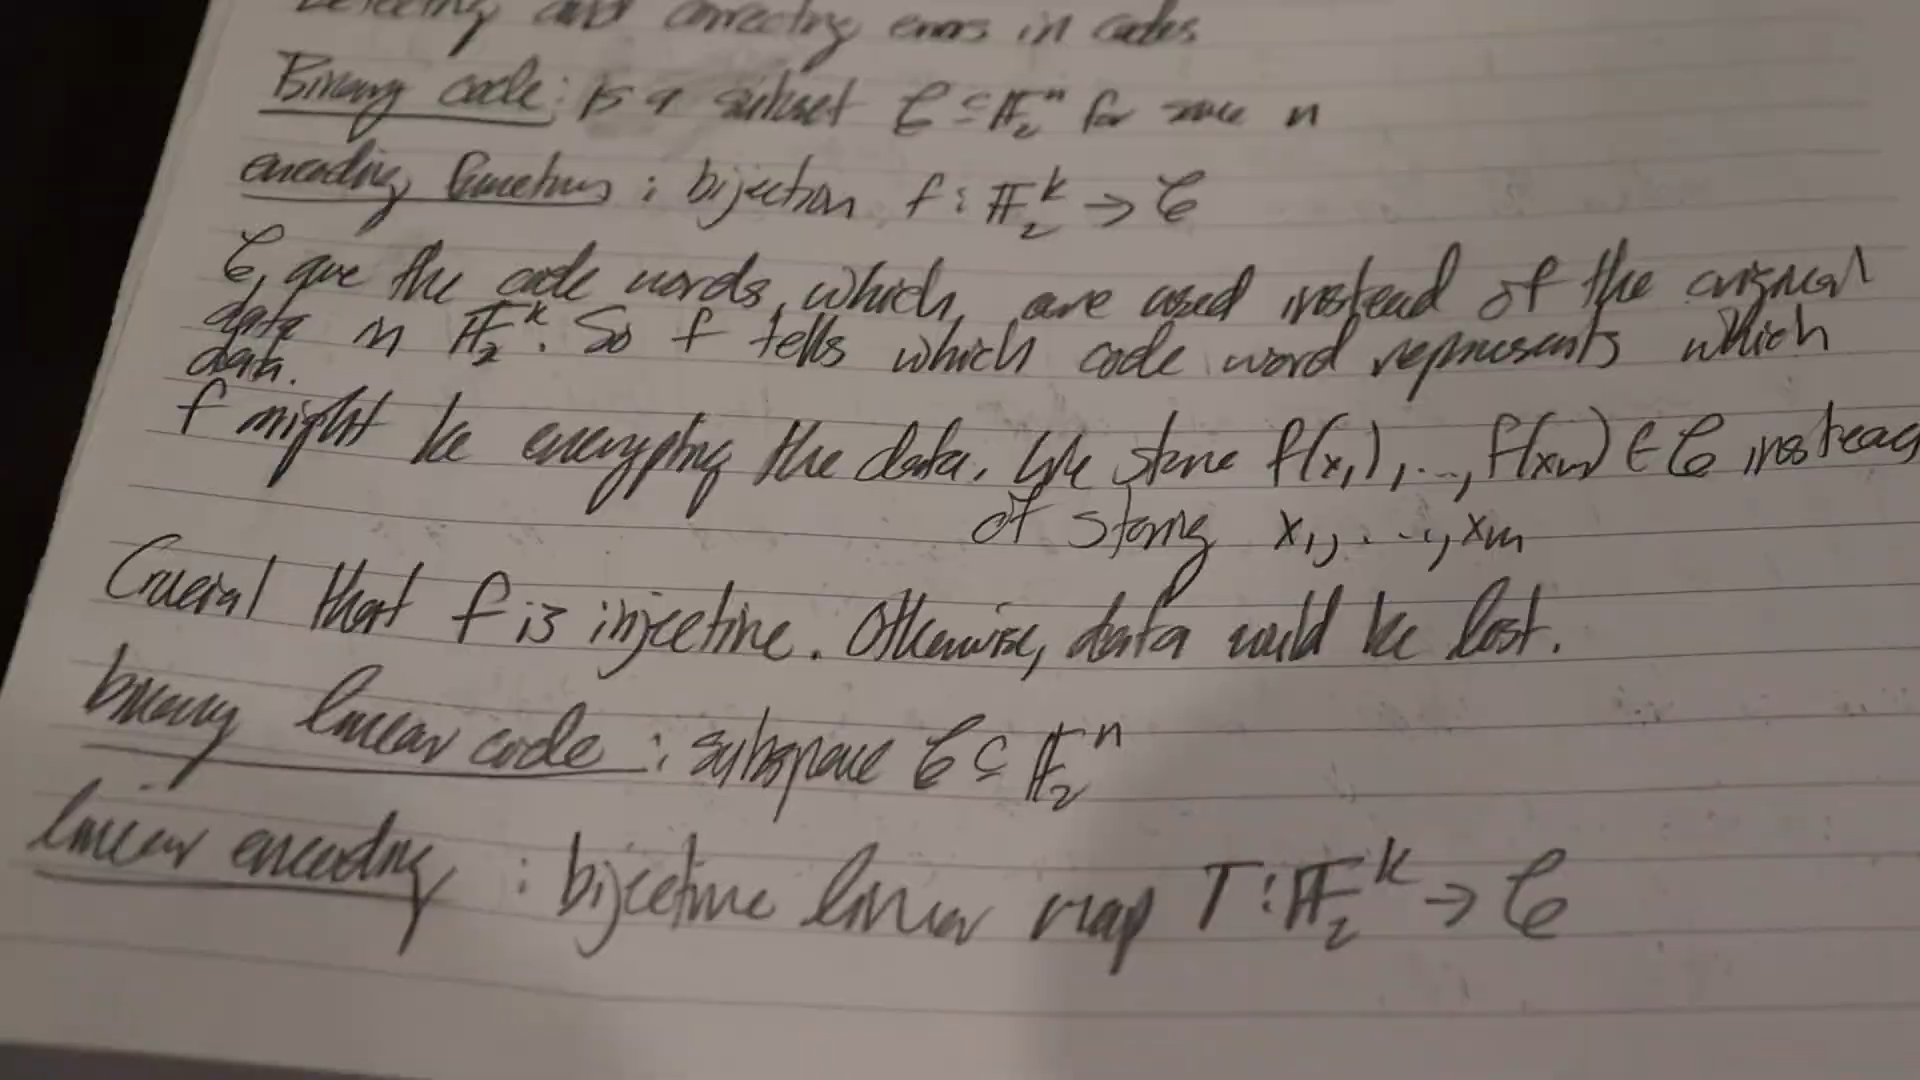 Detecting and correcting errors in codes
Binary code: is a subset 𝒞 ⊆ 𝔽₂ⁿ for some n
encoding functions: bijection f: 𝔽₂ᵏ → 𝒞
𝒞, are the code words, which, are used instead of the original
data in 𝔽₂ᵏ. So f tells which code word represents which
data.
f might be encrypting the data. We store f(x₁), ..., f(xₘ) ∈ 𝒞 instead
of storing x₁, ..., xₘ
Crucial that f is injective. Otherwise, data would be lost.
binary linear code: subspace 𝒞 ⊆ 𝔽₂ⁿ
linear encoding: bijective linear map T: 𝔽₂ᵏ → 𝒞